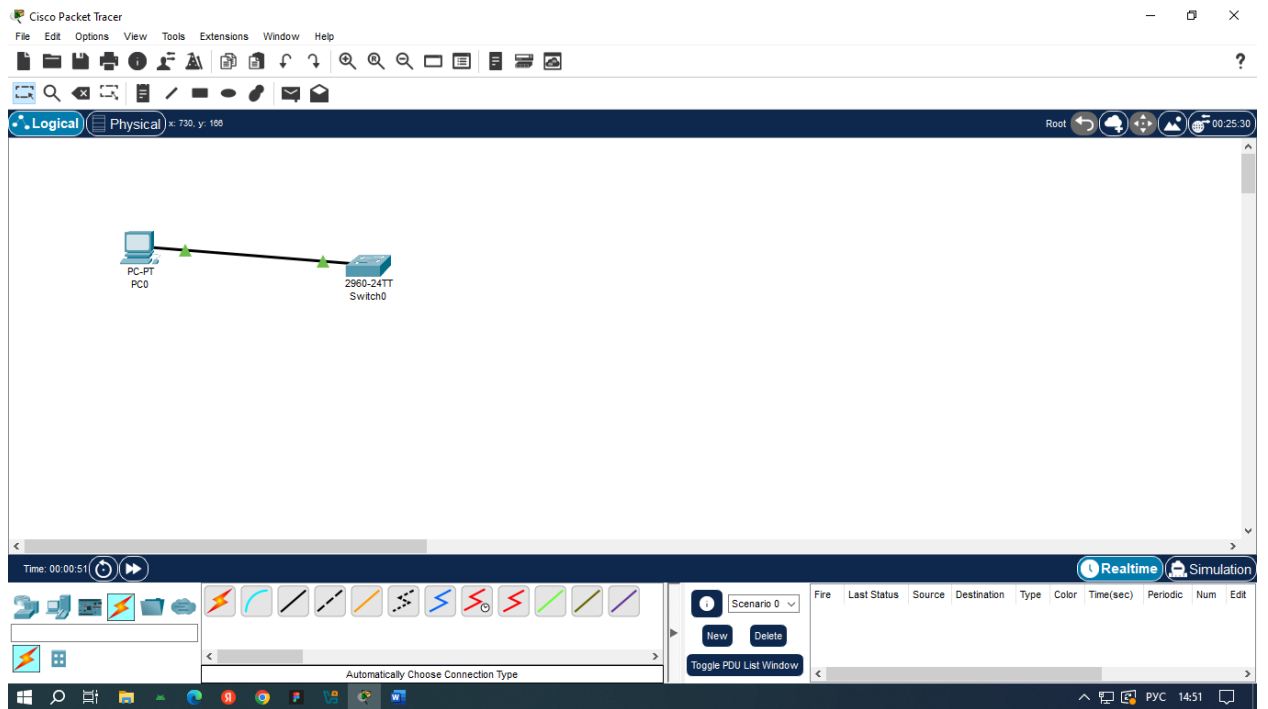 Cisco Packet Tracer
File Edit Options View Tools Extensions Window Help
?
Logical Physical x: 730, y: 166 Root 00:25:30
PC-PT
PC0
2960-24TT
Switch0
Time: 00:00:51 Realtime Simulation
Scenario 0
New Delete
Toggle PDU List Window
Fire Last Status Source Destination Type Color Time(sec) Periodic Num Edit
Automatically Choose Connection Type
РУС 14:51